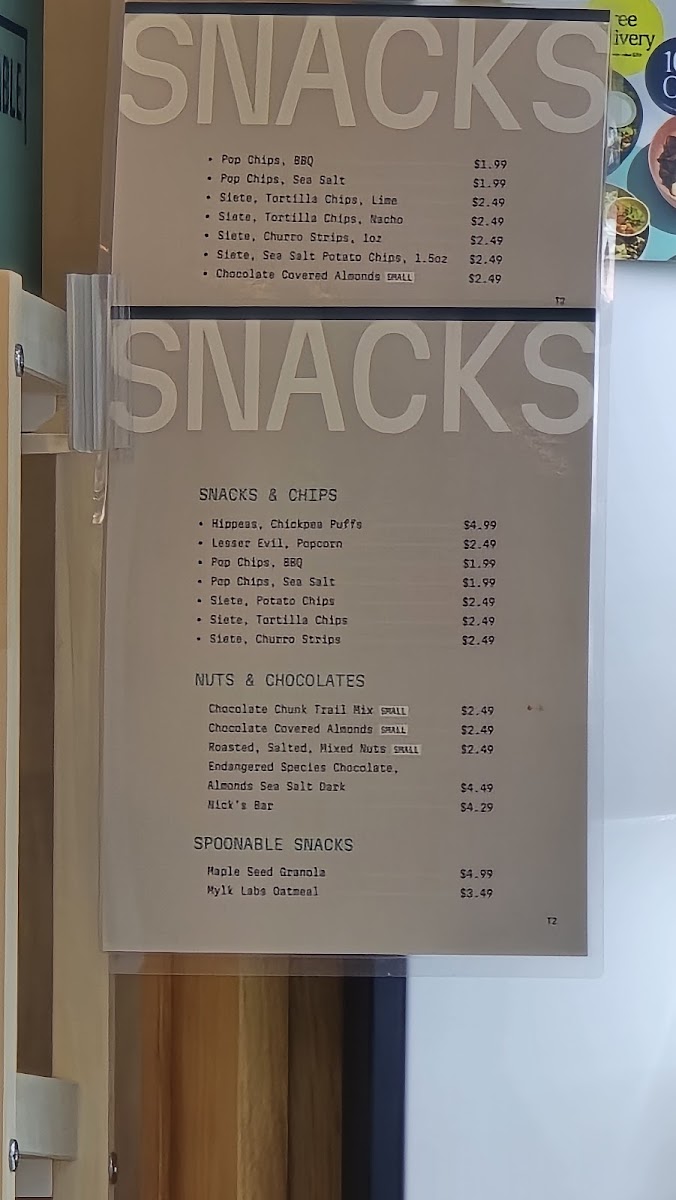 SNACKS
• Pop Chips, BBQ $1.99
• Pop Chips, Sea Salt $1.99
• Siete, Tortilla Chips, Lime $2.49
• Siete, Tortilla Chips, Nacho $2.49
• Siete, Churro Strips, 1oz $2.49
• Siete, Sea Salt Potato Chips, 1.5oz $2.49
• Chocolate Covered Almonds SMALL $2.49
SNACKS
SNACKS & CHIPS
• Hippeas, Chickpea Puffs $4.99
• Lesser Evil, Popcorn $2.49
• Pop Chips, BBQ $1.99
• Pop Chips, Sea Salt $1.99
• Siete, Potato Chips $2.49
• Siete, Tortilla Chips $2.49
• Siete, Churro Strips $2.49
NUTS & CHOCOLATES
Chocolate Chunk Trail Mix SMALL $2.49
Chocolate Covered Almonds SMALL $2.49
Roasted, Salted, Mixed Nuts SMALL $2.49
Endangered Species Chocolate,
Almonds Sea Salt Dark $4.49
Nick's Bar $4.29
SPOONABLE SNACKS
Maple Seed Granola $4.99
Mylk Labs Oatmeal $3.49
T2